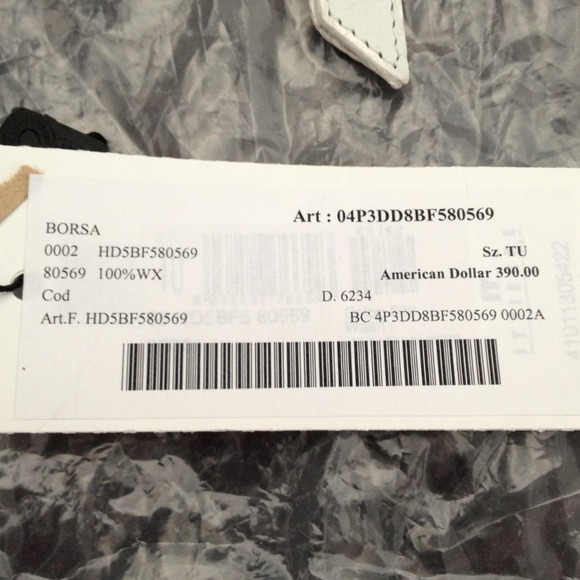 Art : 04P3DD8BF580569
BORSA
0002 HD5BF580569
Sz. TU
80569 100%WX
American Dollar 390.00
Cod
D. 6234
Art.F. HD5BF580569
BC 4P3DD8BF580569 0002A
41011305422